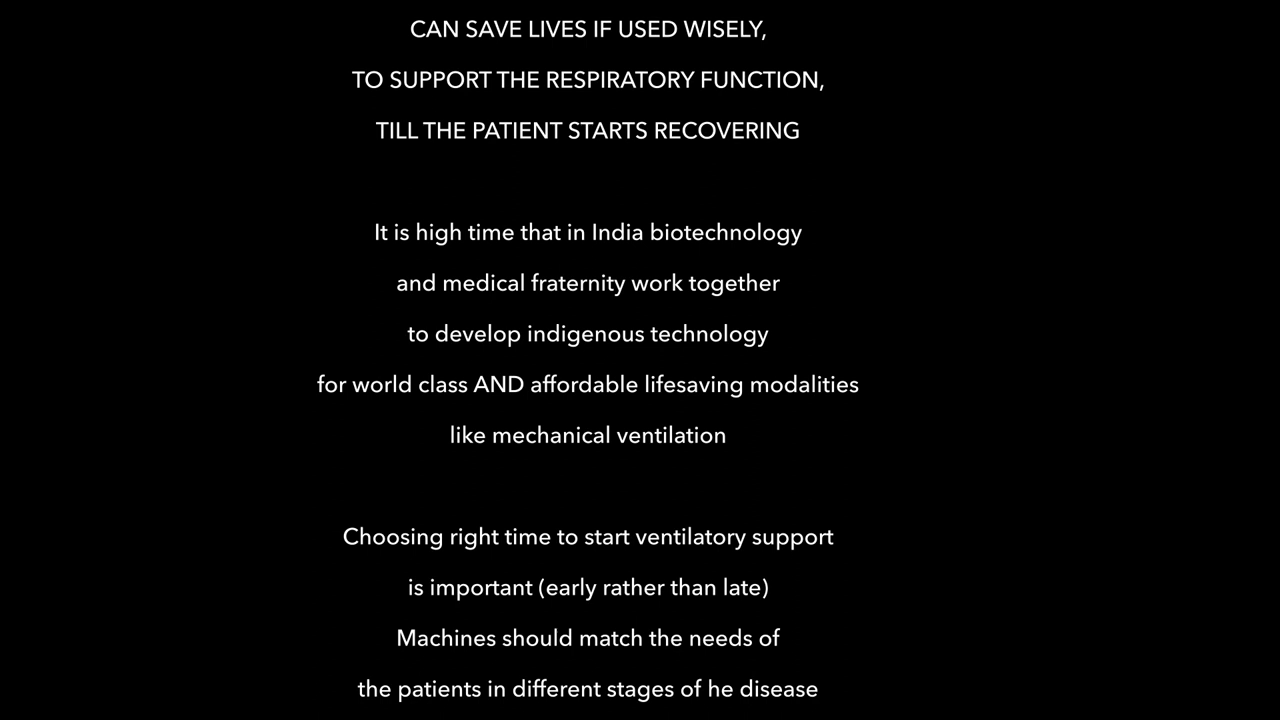 CAN SAVE LIVES IF USED WISELY,
TO SUPPORT THE RESPIRATORY FUNCTION,
TILL THE PATIENT STARTS RECOVERING
It is high time that in India biotechnology
and medical fraternity work together
to develop indigenous technology
for world class AND affordable lifesaving modalities
like mechanical ventilation
Choosing right time to start ventilatory support
is important (early rather than late)
Machines should match the needs of
the patients in different stages of he disease